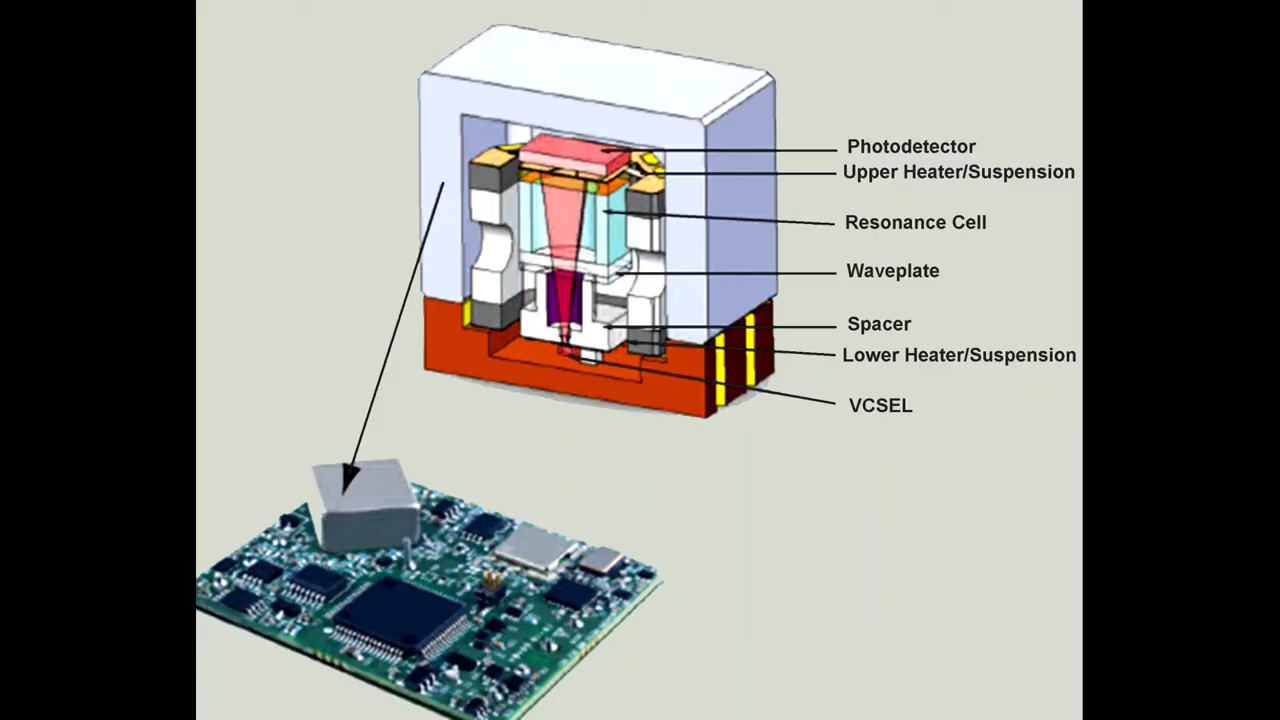 Photodetector
Upper Heater/Suspension
Resonance Cell
Waveplate
Spacer
Lower Heater/Suspension
VCSEL